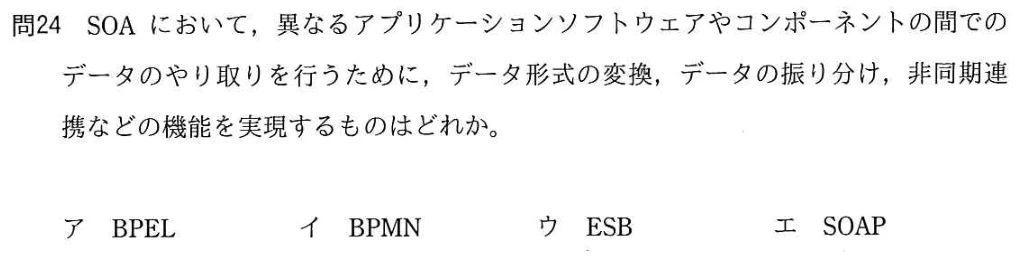 問24 SOA において，異なるアプリケーションソフトウェアやコンポーネントの間での
データのやり取りを行うために，データ形式の変換，データの振り分け，非同期連
携などの機能を実現するものはどれか。
ア BPEL イ BPMN ウ ESB エ SOAP